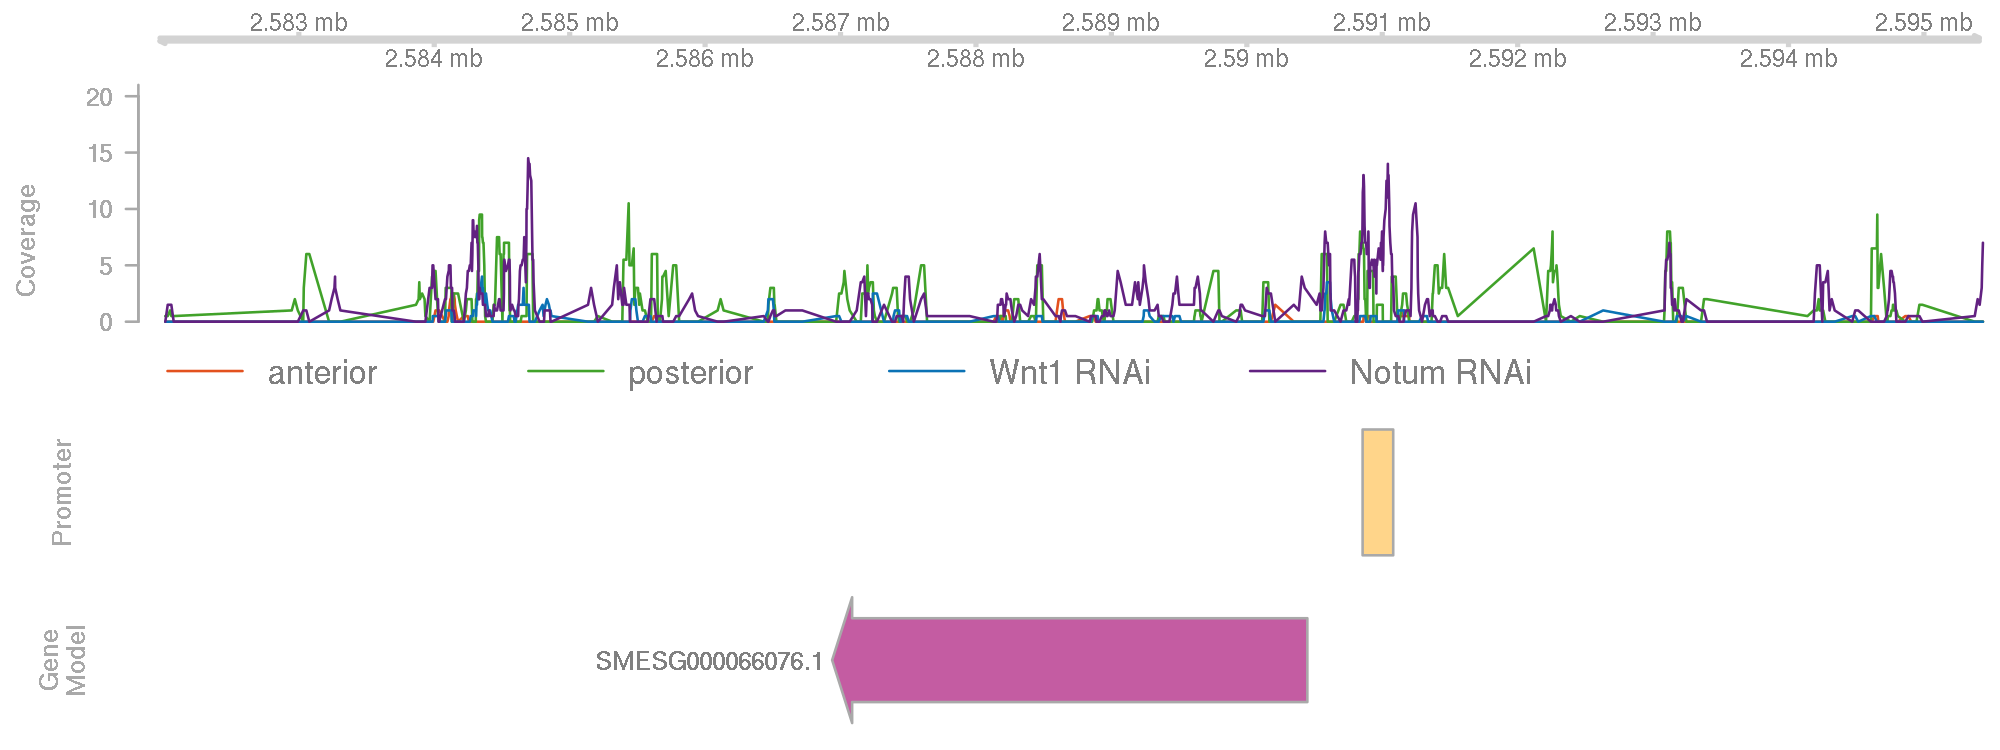 2.583 mb 2.585 mb 2.587 mb 2.589 mb 2.591 mb 2.593 mb 2.595 mb
2.584 mb 2.586 mb 2.588 mb 2.59 mb 2.592 mb 2.594 mb
Coverage
20
15
10
5
0
anterior posterior Wnt1 RNAi Notum RNAi
Promoter
Gene
Model
SMESG000066076.1